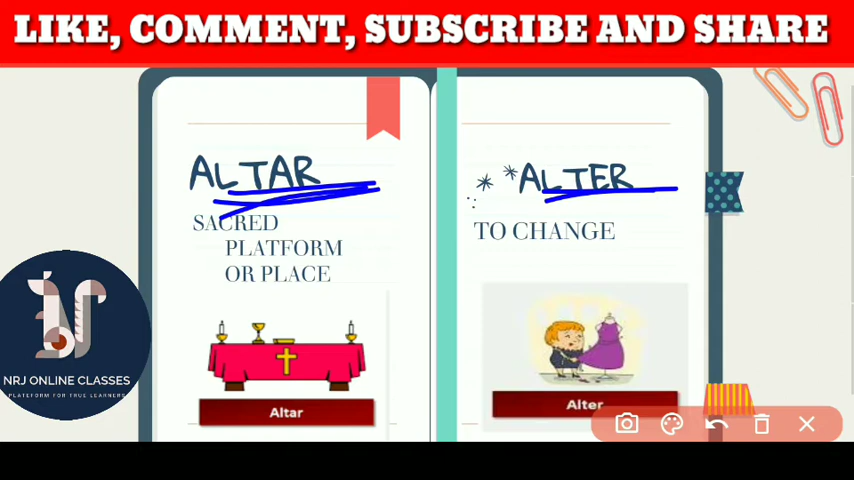 LIKE, COMMENT, SUBSCRIBE AND SHARE
ALTAR
SACRED
PLATFORM
OR PLACE
Altar
**ALTER
TO CHANGE
Alter
NRJ ONLINE CLASSES
PLATEFORM FOR TRUE LEARNERS